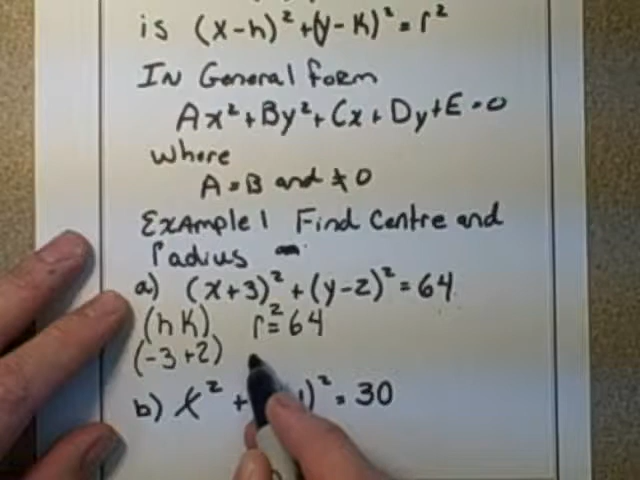 is (x-h)² + (y-K)² = r²
In General form
Ax² + By² + Cx + Dy + E = 0
where
A = B and ≠ 0
Example 1 Find Centre and
radius
a) (x+3)² + (y-2)² = 64
(h K) r² = 64
(-3 +2)
b) x² + 1)² = 30